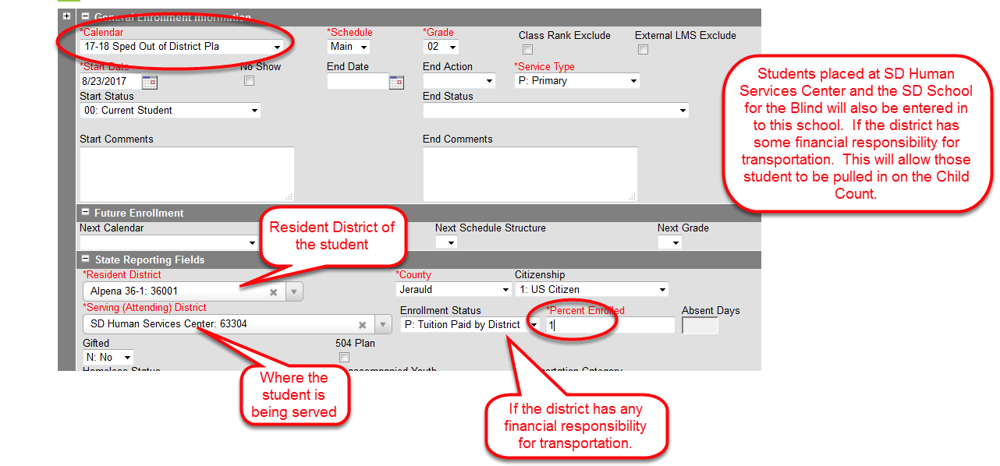 General Enrollment Information
*Calendar *Schedule *Grade Class Rank Exclude External LMS Exclude
17-18 Sped Out of District Pla Main 02
*Start Date No Show End Date End Action *Service Type
8/23/2017 P: Primary
Start Status End Status
00: Current Student
Start Comments End Comments
Students placed at SD Human
Services Center and the SD School
for the Blind will also be entered in
to this school. If the district has
some financial responsibility for
transportation. This will allow those
student to be pulled in on the Child
Count.
Future Enrollment
Next Calendar Next Schedule Structure Next Grade
Resident District of
the student
State Reporting Fields
*Resident District *County Citizenship
Alpena 36-1: 36001 Jerauld 1: US Citizen
*Serving (Attending) District Enrollment Status *Percent Enrolled Absent Days
SD Human Services Center: 63304 P: Tuition Paid by District 1
Gifted 504 Plan
N: No
Homeless Status
Where the
student is
being served
If the district has any
financial responsibility
for transportation.